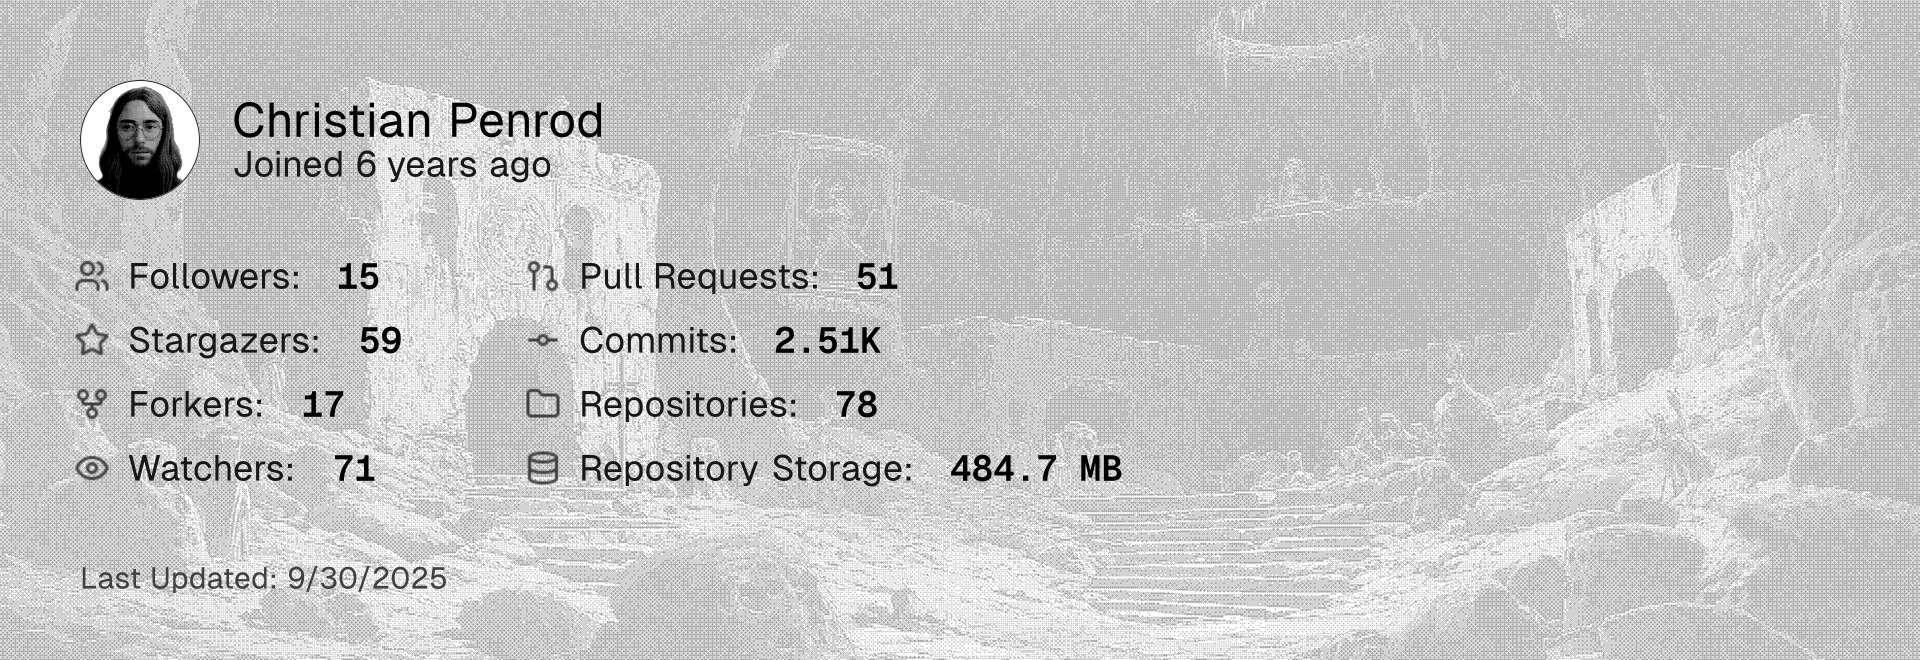 Christian Penrod
Joined 6 years ago
Followers: 15
Stargazers: 59
Forkers: 17
Watchers: 71
Pull Requests: 51
Commits: 2.51K
Repositories: 78
Repository Storage: 484.7 MB
Last Updated: 9/30/2025